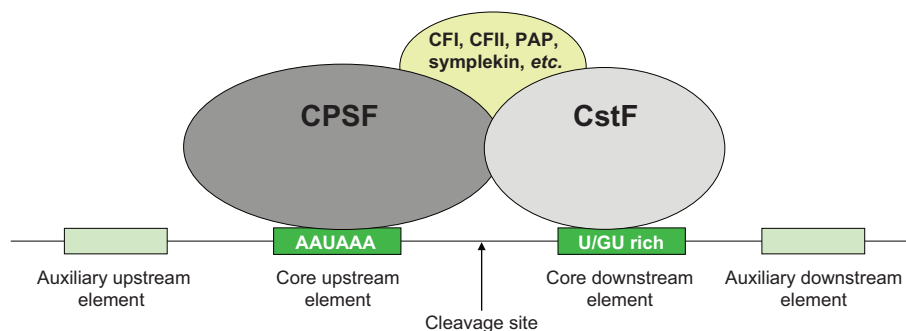 CFI, CFII, PAP,
symplekin, etc.
CPSF
CstF
AAUAAA
U/GU rich
Auxiliary upstream
element
Core upstream
element
Core downstream
element
Auxiliary downstream
element
Cleavage site